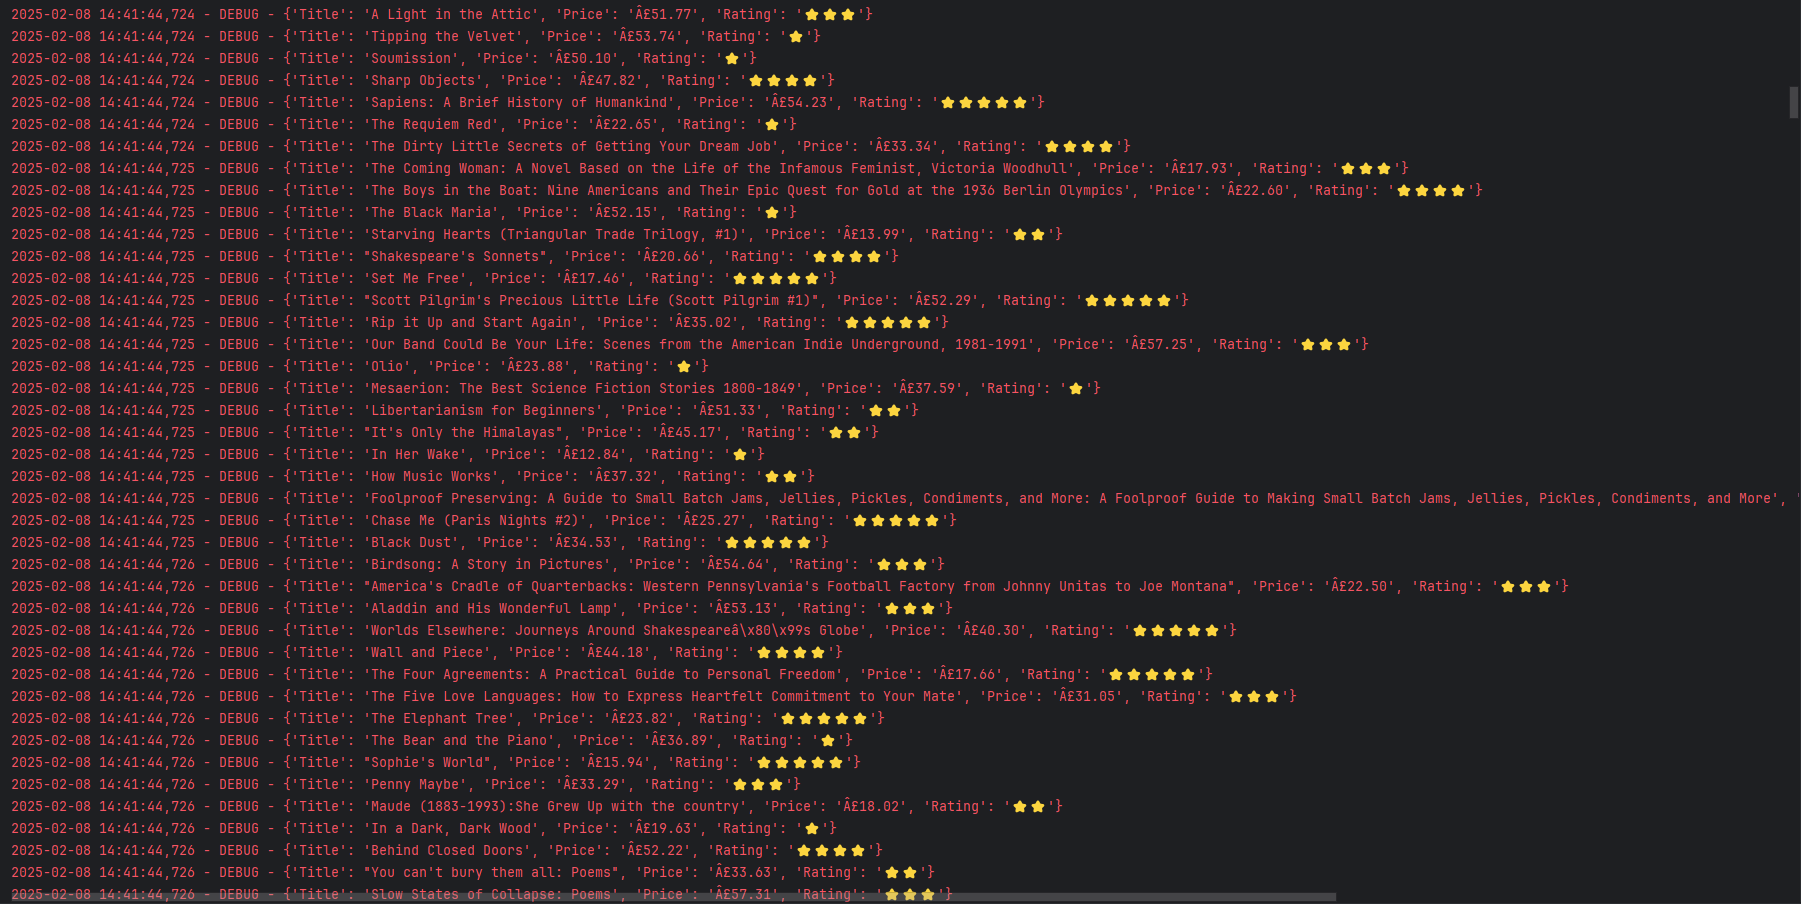 2025-02-08 14:41:44,724 - DEBUG - {'Title': 'A Light in the Attic', 'Price': 'Â£51.77', 'Rating': '⭐⭐⭐'}
2025-02-08 14:41:44,724 - DEBUG - {'Title': 'Tipping the Velvet', 'Price': 'Â£53.74', 'Rating': '⭐'}
2025-02-08 14:41:44,724 - DEBUG - {'Title': 'Soumission', 'Price': 'Â£50.10', 'Rating': '⭐'}
2025-02-08 14:41:44,724 - DEBUG - {'Title': 'Sharp Objects', 'Price': 'Â£47.82', 'Rating': '⭐⭐⭐⭐'}
2025-02-08 14:41:44,724 - DEBUG - {'Title': 'Sapiens: A Brief History of Humankind', 'Price': 'Â£54.23', 'Rating': '⭐⭐⭐⭐⭐'}
2025-02-08 14:41:44,724 - DEBUG - {'Title': 'The Requiem Red', 'Price': 'Â£22.65', 'Rating': '⭐'}
2025-02-08 14:41:44,724 - DEBUG - {'Title': 'The Dirty Little Secrets of Getting Your Dream Job', 'Price': 'Â£33.34', 'Rating': '⭐⭐⭐⭐'}
2025-02-08 14:41:44,725 - DEBUG - {'Title': 'The Coming Woman: A Novel Based on the Life of the Infamous Feminist, Victoria Woodhull', 'Price': 'Â£17.93', 'Rating': '⭐⭐⭐'}
2025-02-08 14:41:44,725 - DEBUG - {'Title': 'The Boys in the Boat: Nine Americans and Their Epic Quest for Gold at the 1936 Berlin Olympics', 'Price': 'Â£22.60', 'Rating': '⭐⭐⭐⭐'}
2025-02-08 14:41:44,725 - DEBUG - {'Title': 'The Black Maria', 'Price': 'Â£52.15', 'Rating': '⭐'}
2025-02-08 14:41:44,725 - DEBUG - {'Title': 'Starving Hearts (Triangular Trade Trilogy, #1)', 'Price': 'Â£13.99', 'Rating': '⭐⭐'}
2025-02-08 14:41:44,725 - DEBUG - {'Title': "Shakespeare's Sonnets", 'Price': 'Â£20.66', 'Rating': '⭐⭐⭐⭐'}
2025-02-08 14:41:44,725 - DEBUG - {'Title': 'Set Me Free', 'Price': 'Â£17.46', 'Rating': '⭐⭐⭐⭐⭐'}
2025-02-08 14:41:44,725 - DEBUG - {'Title': "Scott Pilgrim's Precious Little Life (Scott Pilgrim #1)", 'Price': 'Â£52.29', 'Rating': '⭐⭐⭐⭐⭐'}
2025-02-08 14:41:44,725 - DEBUG - {'Title': 'Rip it Up and Start Again', 'Price': 'Â£35.02', 'Rating': '⭐⭐⭐⭐⭐'}
2025-02-08 14:41:44,725 - DEBUG - {'Title': 'Our Band Could Be Your Life: Scenes from the American Indie Underground, 1981-1991', 'Price': 'Â£57.25', 'Rating': '⭐⭐⭐'}
2025-02-08 14:41:44,725 - DEBUG - {'Title': 'Olio', 'Price': 'Â£23.88', 'Rating': '⭐'}
2025-02-08 14:41:44,725 - DEBUG - {'Title': 'Mesaerion: The Best Science Fiction Stories 1800-1849', 'Price': 'Â£37.59', 'Rating': '⭐'}
2025-02-08 14:41:44,725 - DEBUG - {'Title': 'Libertarianism for Beginners', 'Price': 'Â£51.33', 'Rating': '⭐⭐'}
2025-02-08 14:41:44,725 - DEBUG - {'Title': "It's Only the Himalayas", 'Price': 'Â£45.17', 'Rating': '⭐⭐'}
2025-02-08 14:41:44,725 - DEBUG - {'Title': 'In Her Wake', 'Price': 'Â£12.84', 'Rating': '⭐'}
2025-02-08 14:41:44,725 - DEBUG - {'Title': 'How Music Works', 'Price': 'Â£37.32', 'Rating': '⭐⭐'}
2025-02-08 14:41:44,725 - DEBUG - {'Title': 'Foolproof Preserving: A Guide to Small Batch Jams, Jellies, Pickles, Condiments, and More: A Foolproof Guide to Making Small Batch Jams, Jellies, Pickles, Condiments, and More', '
2025-02-08 14:41:44,725 - DEBUG - {'Title': 'Chase Me (Paris Nights #2)', 'Price': 'Â£25.27', 'Rating': '⭐⭐⭐⭐⭐'}
2025-02-08 14:41:44,725 - DEBUG - {'Title': 'Black Dust', 'Price': 'Â£34.53', 'Rating': '⭐⭐⭐⭐⭐'}
2025-02-08 14:41:44,726 - DEBUG - {'Title': 'Birdsong: A Story in Pictures', 'Price': 'Â£54.64', 'Rating': '⭐⭐⭐'}
2025-02-08 14:41:44,726 - DEBUG - {'Title': "America's Cradle of Quarterbacks: Western Pennsylvania's Football Factory from Johnny Unitas to Joe Montana", 'Price': 'Â£22.50', 'Rating': '⭐⭐⭐'}
2025-02-08 14:41:44,726 - DEBUG - {'Title': 'Aladdin and His Wonderful Lamp', 'Price': 'Â£53.13', 'Rating': '⭐⭐⭐'}
2025-02-08 14:41:44,726 - DEBUG - {'Title': 'Worlds Elsewhere: Journeys Around Shakespeareâ\x80\x99s Globe', 'Price': 'Â£40.30', 'Rating': '⭐⭐⭐⭐⭐'}
2025-02-08 14:41:44,726 - DEBUG - {'Title': 'Wall and Piece', 'Price': 'Â£44.18', 'Rating': '⭐⭐⭐⭐'}
2025-02-08 14:41:44,726 - DEBUG - {'Title': 'The Four Agreements: A Practical Guide to Personal Freedom', 'Price': 'Â£17.66', 'Rating': '⭐⭐⭐⭐⭐'}
2025-02-08 14:41:44,726 - DEBUG - {'Title': 'The Five Love Languages: How to Express Heartfelt Commitment to Your Mate', 'Price': 'Â£31.05', 'Rating': '⭐⭐⭐'}
2025-02-08 14:41:44,726 - DEBUG - {'Title': 'The Elephant Tree', 'Price': 'Â£23.82', 'Rating': '⭐⭐⭐⭐⭐'}
2025-02-08 14:41:44,726 - DEBUG - {'Title': 'The Bear and the Piano', 'Price': 'Â£36.89', 'Rating': '⭐'}
2025-02-08 14:41:44,726 - DEBUG - {'Title': "Sophie's World", 'Price': 'Â£15.94', 'Rating': '⭐⭐⭐⭐⭐'}
2025-02-08 14:41:44,726 - DEBUG - {'Title': 'Penny Maybe', 'Price': 'Â£33.29', 'Rating': '⭐⭐⭐'}
2025-02-08 14:41:44,726 - DEBUG - {'Title': 'Maude (1883-1993):She Grew Up with the country', 'Price': 'Â£18.02', 'Rating': '⭐⭐'}
2025-02-08 14:41:44,726 - DEBUG - {'Title': 'In a Dark, Dark Wood', 'Price': 'Â£19.63', 'Rating': '⭐'}
2025-02-08 14:41:44,726 - DEBUG - {'Title': 'Behind Closed Doors', 'Price': 'Â£52.22', 'Rating': '⭐⭐⭐⭐'}
2025-02-08 14:41:44,726 - DEBUG - {'Title': "You can't bury them all: Poems", 'Price': 'Â£33.63', 'Rating': '⭐⭐'}
2025-02-08 14:41:44,726 - DEBUG - {'Title': 'Slow States of Collapse: Poems', 'Price': 'Â£57.31', 'Rating': '⭐⭐⭐'}